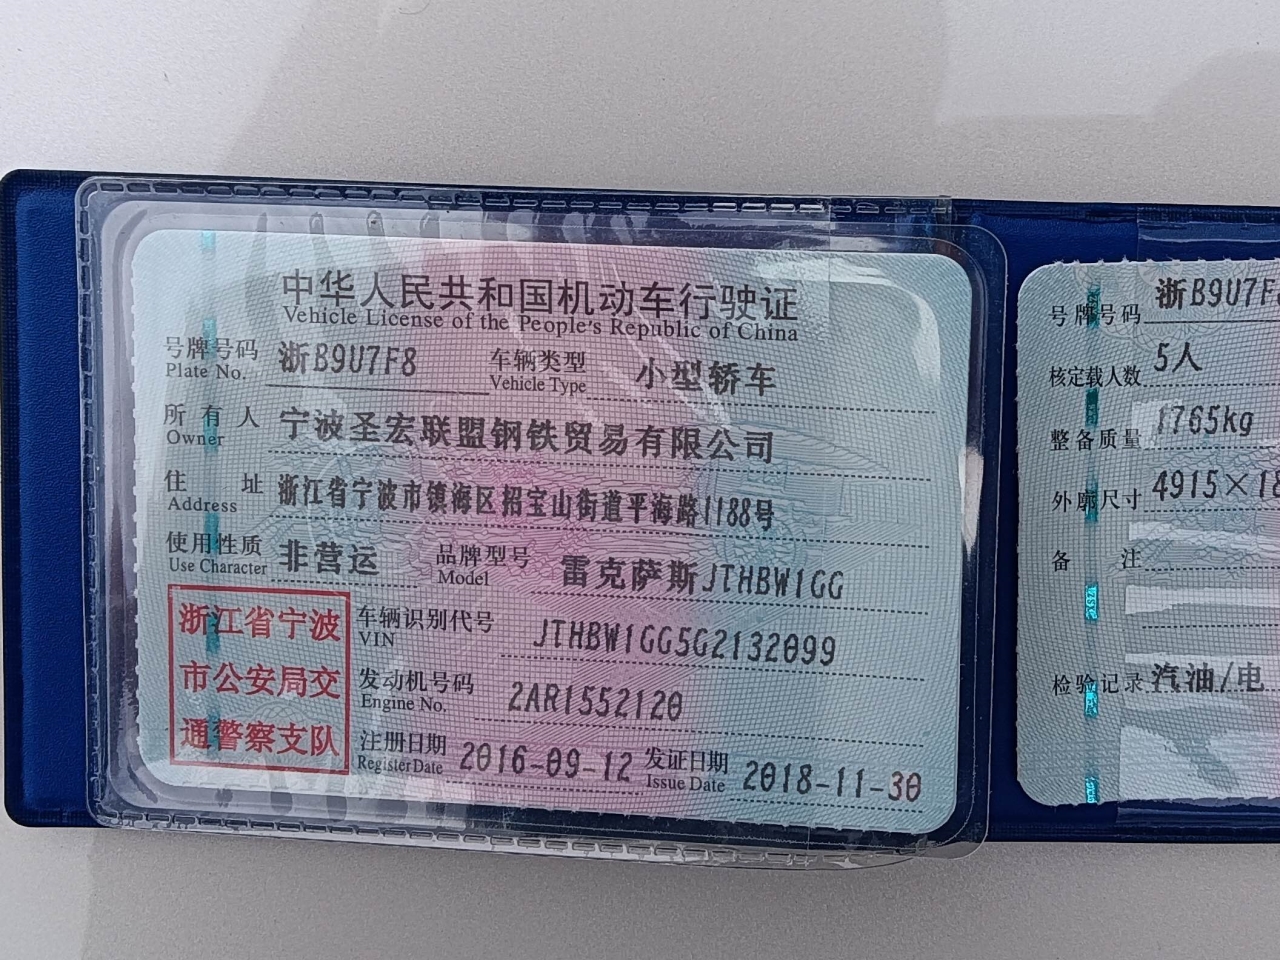 中华人民共和国机动车行驶证
Vehicle License of the People's Republic of China
号牌号码 浙B9U7F8 车辆类型 小型轿车
Plate No. Vehicle Type
所有人 宁波圣宏联盟钢铁贸易有限公司
Owner
住址 浙江省宁波市镇海区招宝山街道平海路1188号
Address
使用性质 非营运 品牌型号 雷克萨斯JTHBW1GG
Use Character Model
浙江省宁波
市公安局交
通警察支队
车辆识别代号 JTHBW1GG5G2132099
VIN
发动机号码 2AR1552120
Engine No.
注册日期 2016-09-12 发证日期 2018-11-30
Register Date Issue Date
号牌号码 浙B9U7F
核定载人数 5人
整备质量 1765kg
外廓尺寸 4915×18
备注
检验记录 汽油/电